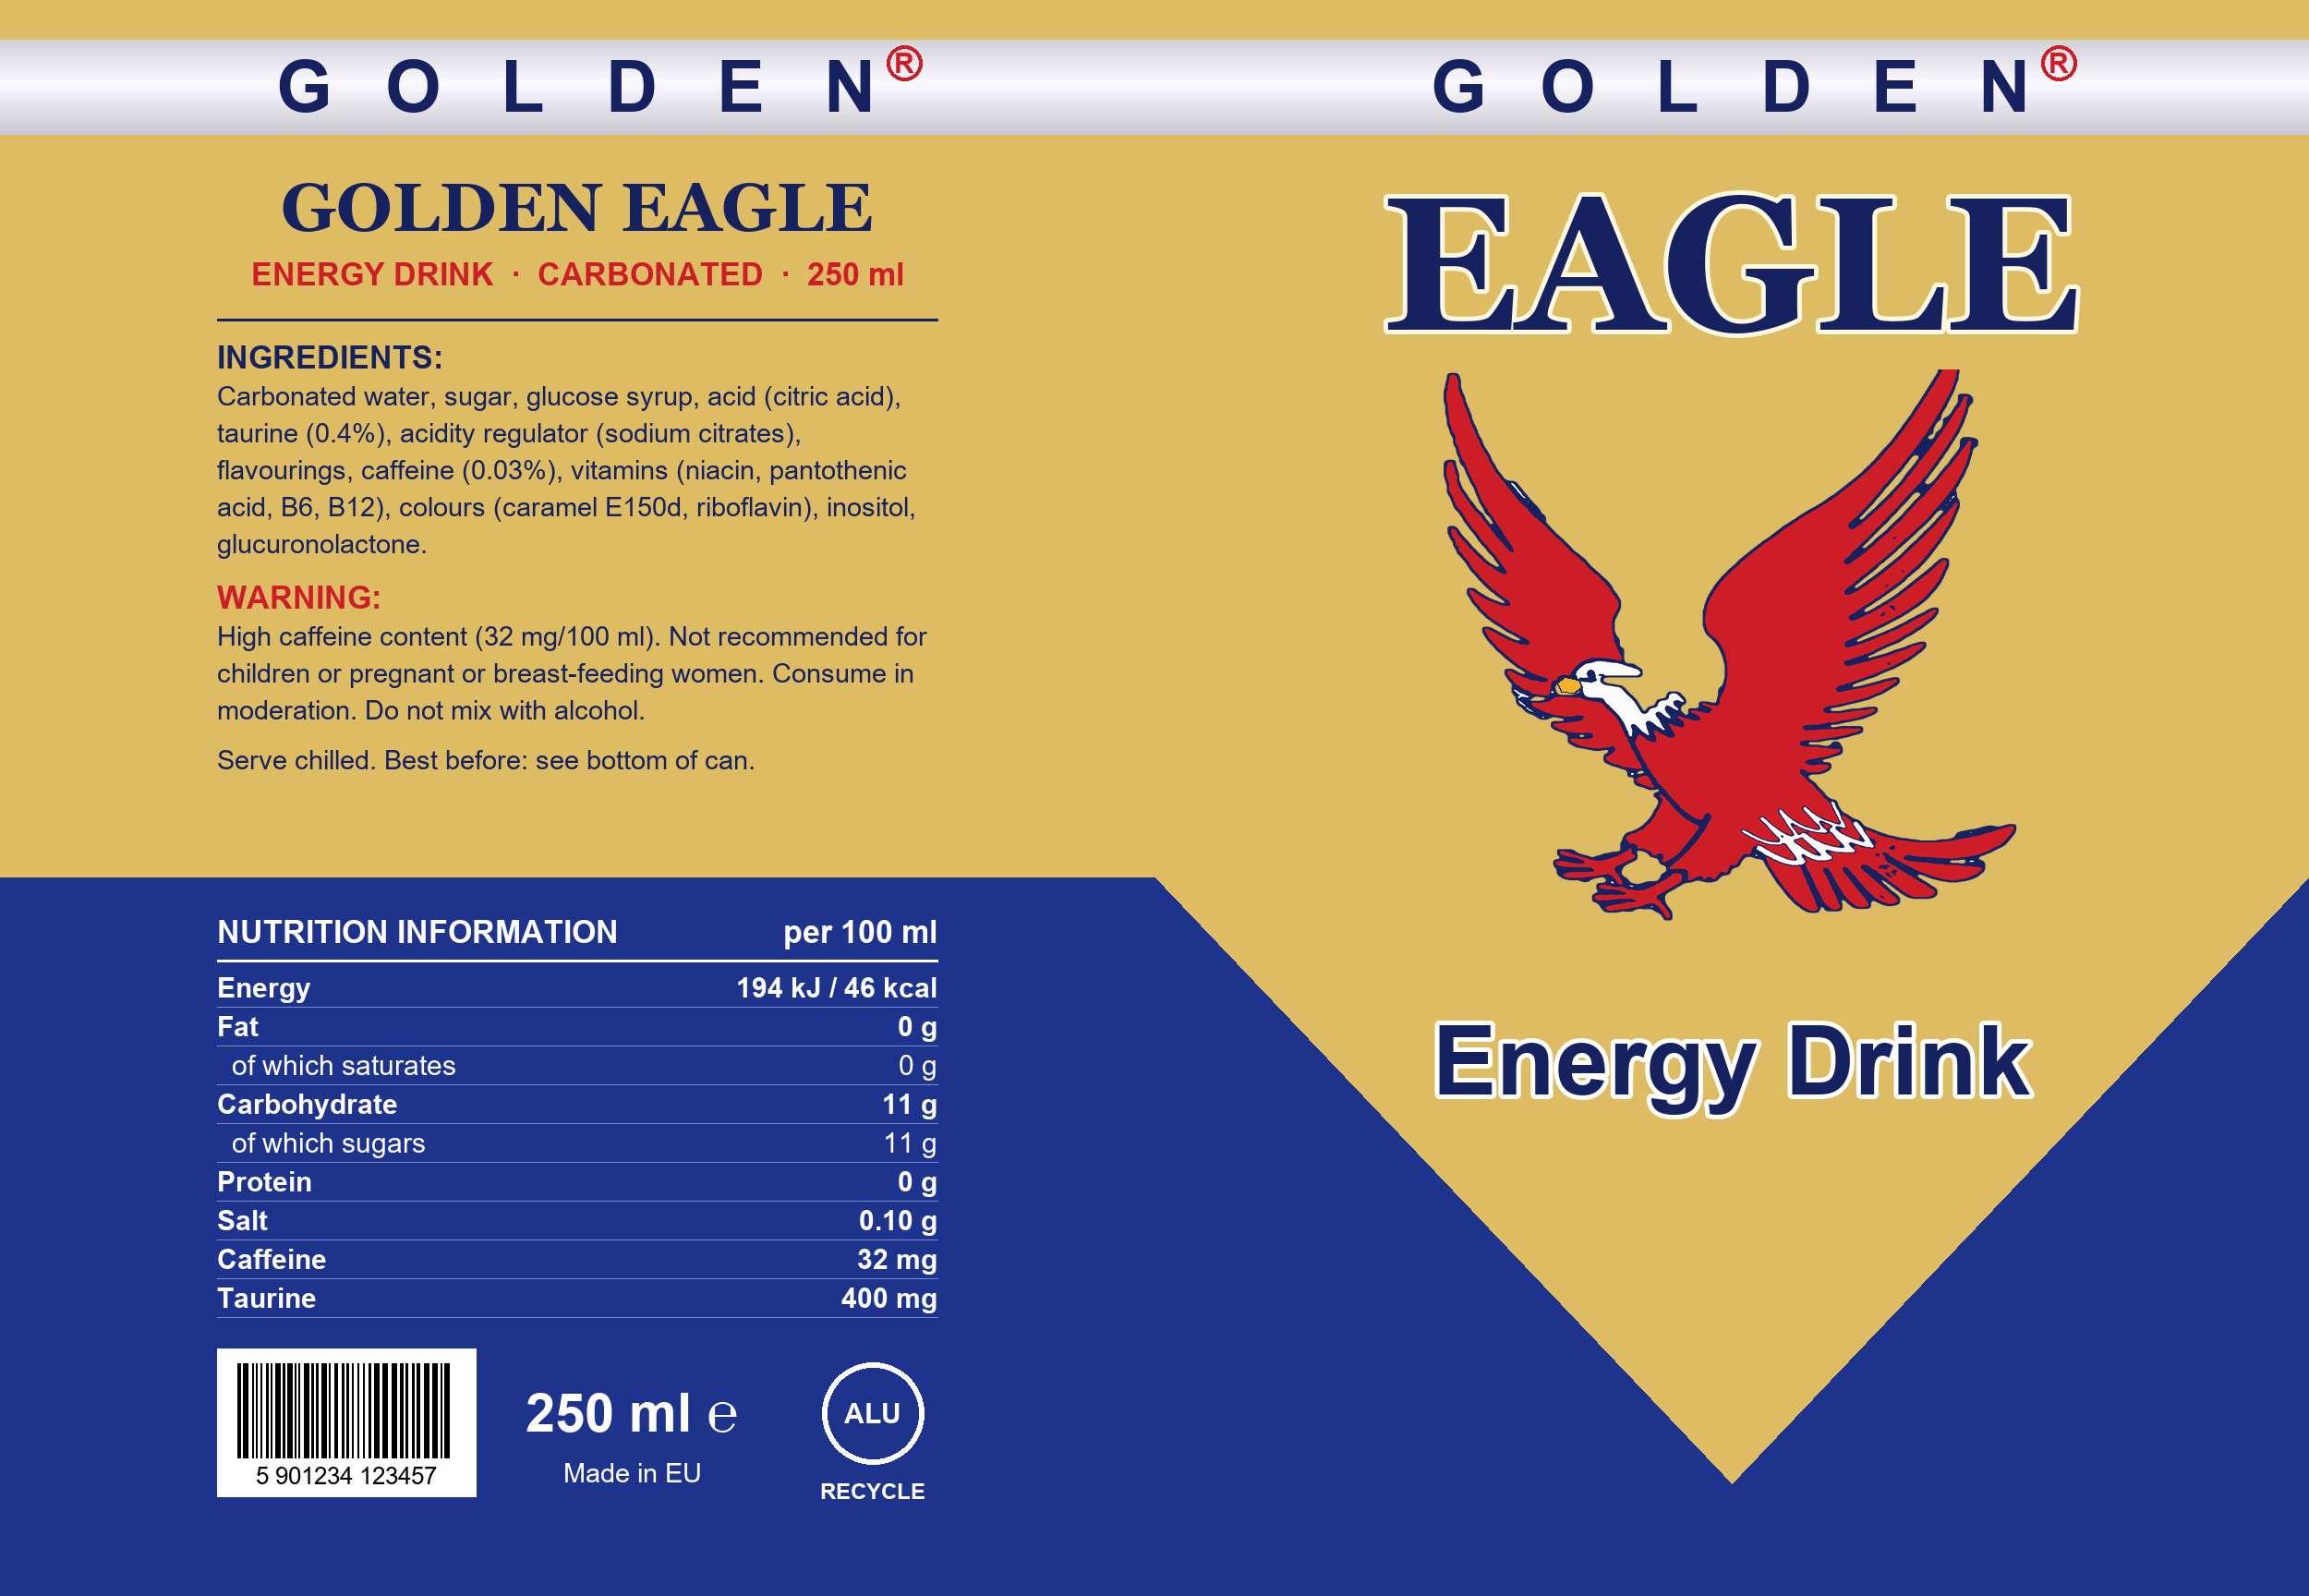 GOLDEN®
GOLDEN EAGLE
ENERGY DRINK · CARBONATED · 250 ml
INGREDIENTS:
Carbonated water, sugar, glucose syrup, acid (citric acid),
taurine (0.4%), acidity regulator (sodium citrates),
flavourings, caffeine (0.03%), vitamins (niacin, pantothenic
acid, B6, B12), colours (caramel E150d, riboflavin), inositol,
glucuronolactone.
WARNING:
High caffeine content (32 mg/100 ml). Not recommended for
children or pregnant or breast-feeding women. Consume in
moderation. Do not mix with alcohol.
Serve chilled. Best before: see bottom of can.
NUTRITION INFORMATION per 100 ml
Energy 194 kJ / 46 kcal
Fat 0 g
of which saturates 0 g
Carbohydrate 11 g
of which sugars 11 g
Protein 0 g
Salt 0.10 g
Caffeine 32 mg
Taurine 400 mg
5 901234 123457
250 ml ℮
Made in EU
ALU
RECYCLE
GOLDEN®
EAGLE
Energy Drink